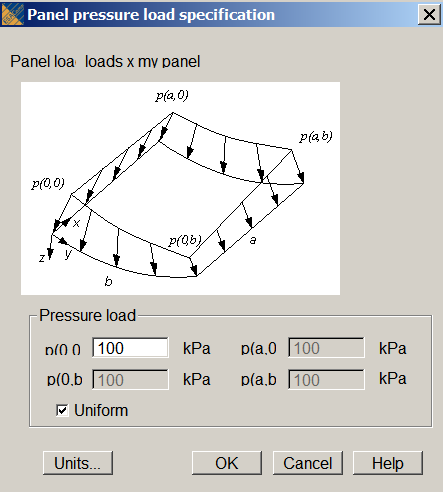 Panel pressure load specification
Panel loa loads x my panel
p(a,0)
p(a,b)
p(0,0)
x
p(0,b)
a
z
y
b
Pressure load
p(0,0 100 kPa p(a,0 100 kPa
p(0,b 100 kPa p(a,b 100 kPa
Uniform
Units... OK Cancel Help